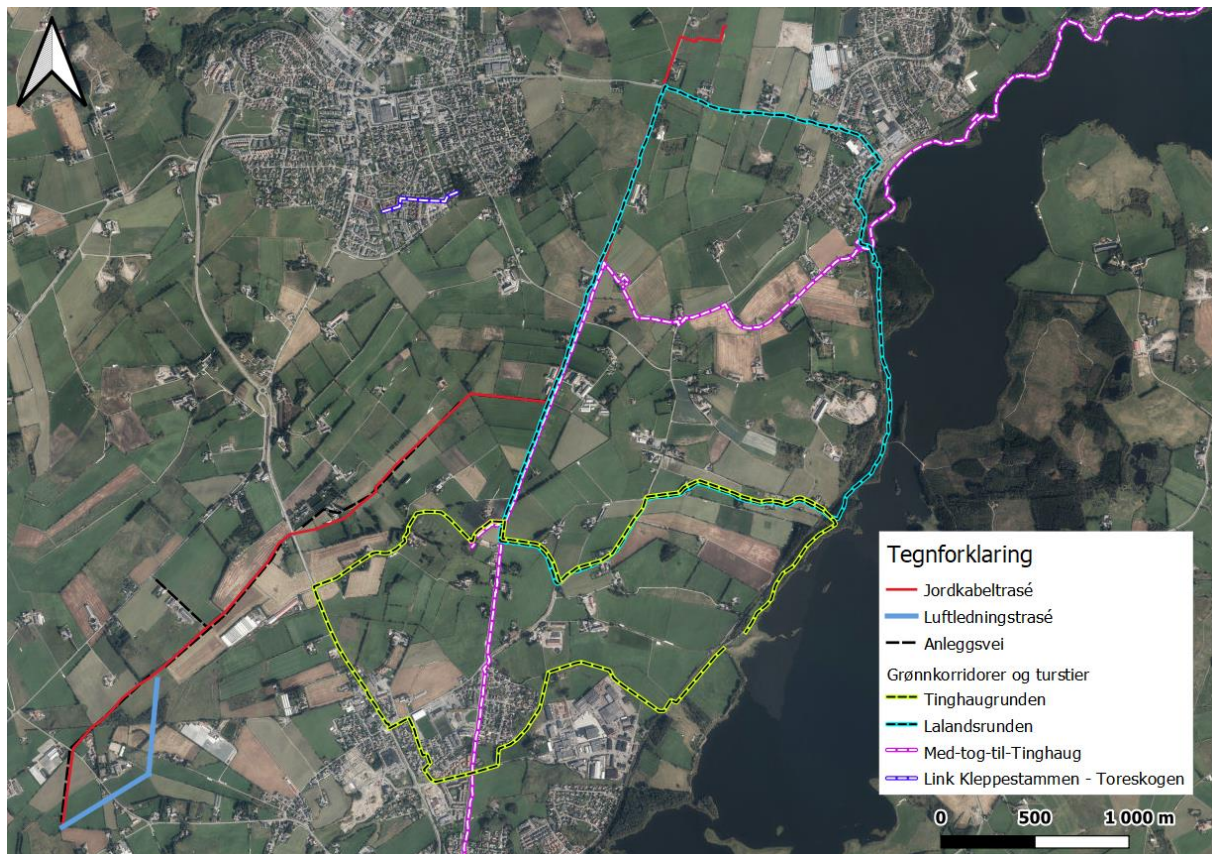 Tegnforklaring
Jordkabeltrasé
Luftledningstrasé
Anleggsvei
Grønnkorridorer og turstier
Tinghaugrunden
Lalandsrunden
Med-tog-til-Tinghaug
Link Kleppestammen - Toreskogen
0 500 1 000 m